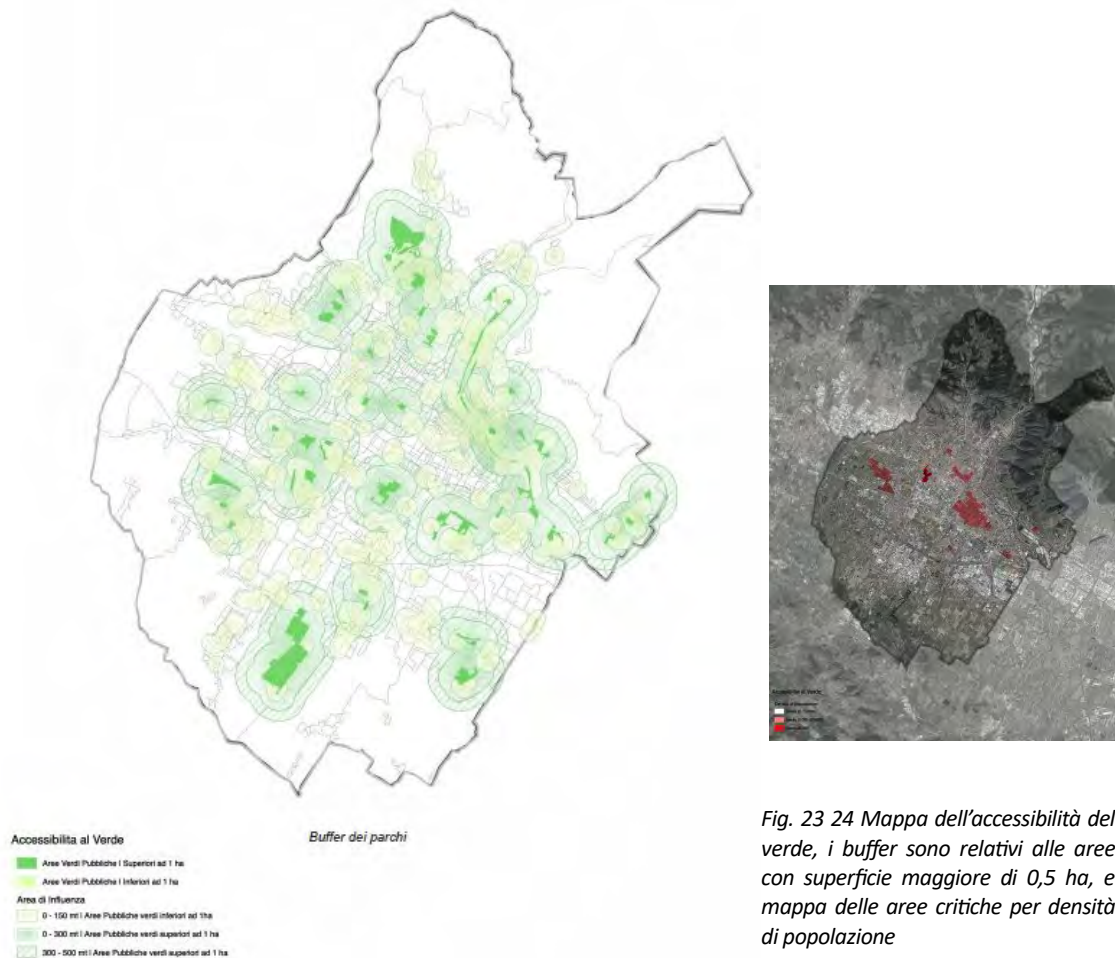 Buffer dei parchi
Accessibilita al Verde
Aree Verdi Pubbliche | Superiori ad 1 ha
Aree Verdi Pubbliche | Inferiori ad 1 ha
Area di Influenza
0 - 150 mt | Aree Pubbliche verdi inferiori ad 1ha
0 - 300 mt | Aree Pubbliche verdi superiori ad 1 ha
300 - 500 mt | Aree Pubbliche verdi superiori ad 1 ha
Accessibilità al Verde
Fig. 23 24 Mappa dell'accessibilità del
verde, i buffer sono relativi alle aree
con superficie maggiore di 0,5 ha, e
mappa delle aree critiche per densità
di popolazione